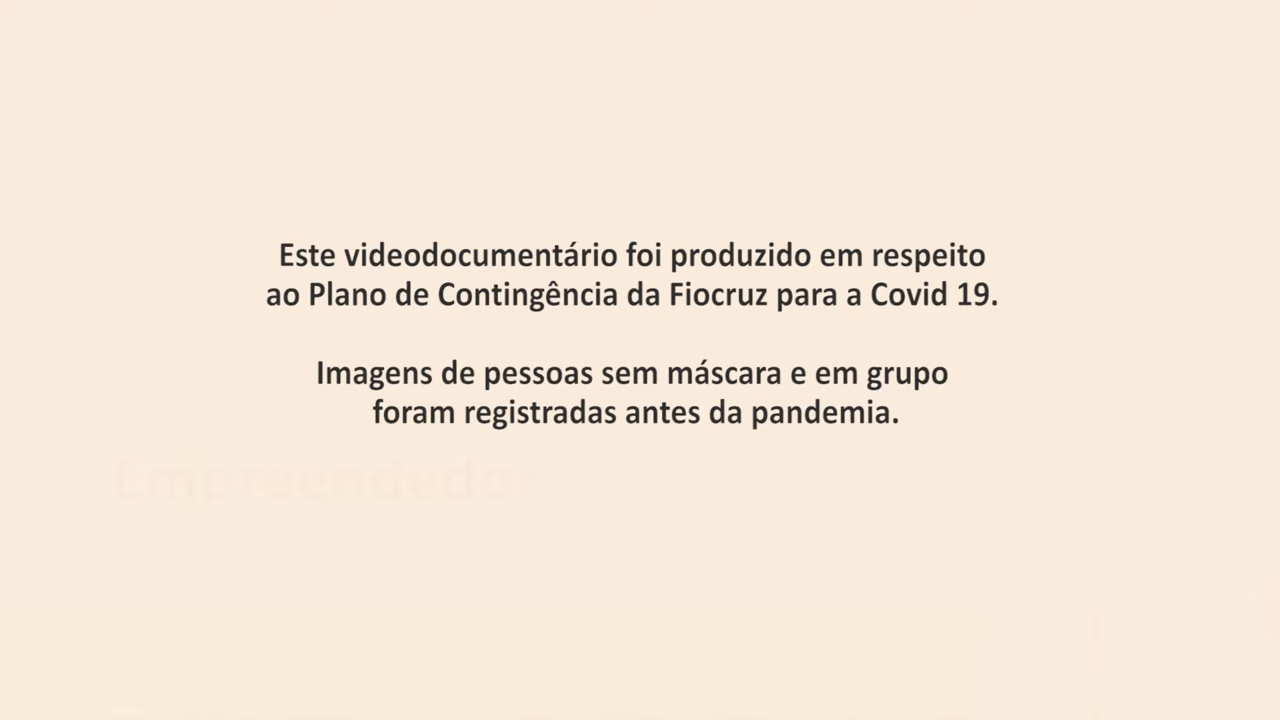 Este videodocumentário foi produzido em respeito
ao Plano de Contingência da Fiocruz para a Covid 19.
Imagens de pessoas sem máscara e em grupo
foram registradas antes da pandemia.
Empreendedor